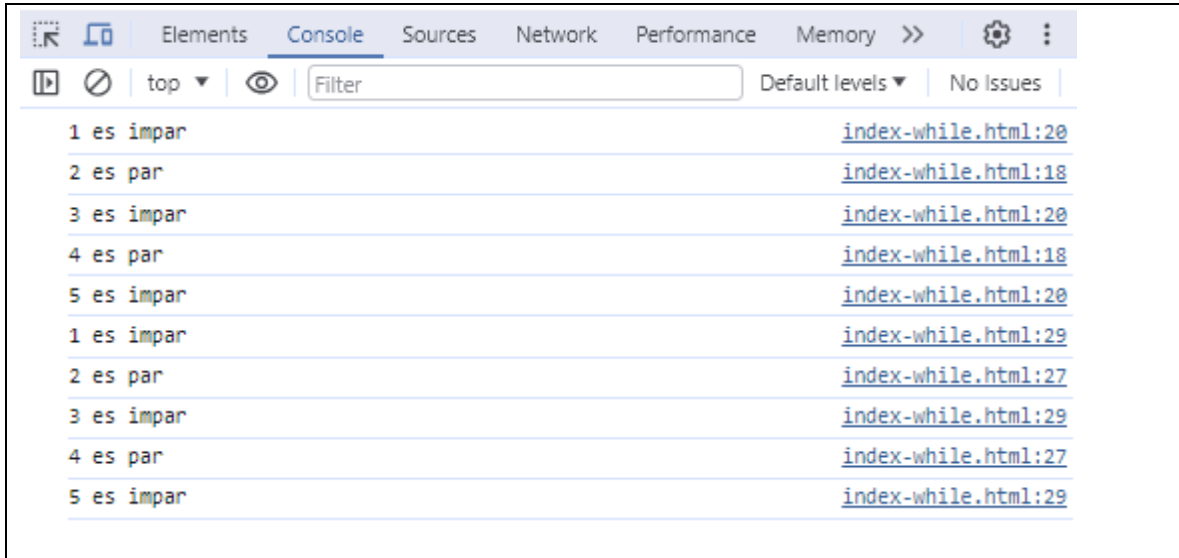 Elements Console Sources Network Performance Memory
top Filter Default levels No Issues
1 es impar index-while.html:20
2 es par index-while.html:18
3 es impar index-while.html:20
4 es par index-while.html:18
5 es impar index-while.html:20
1 es impar index-while.html:29
2 es par index-while.html:27
3 es impar index-while.html:29
4 es par index-while.html:27
5 es impar index-while.html:29